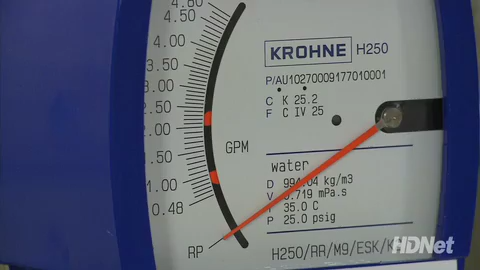 4.80
4.50
4.00
3.50
3.00
2.50
2.00
1.50
1.00
0.48
RP
GPM
KROHNE H250
P/AU10270009177010001
C K 25.2
F C IV 25
water
D 994.04 kg/m3
V 0.719 mPa.s
T 35.0 C
P 25.0 psig
H250/RR/M9/ESK/K
HDNet